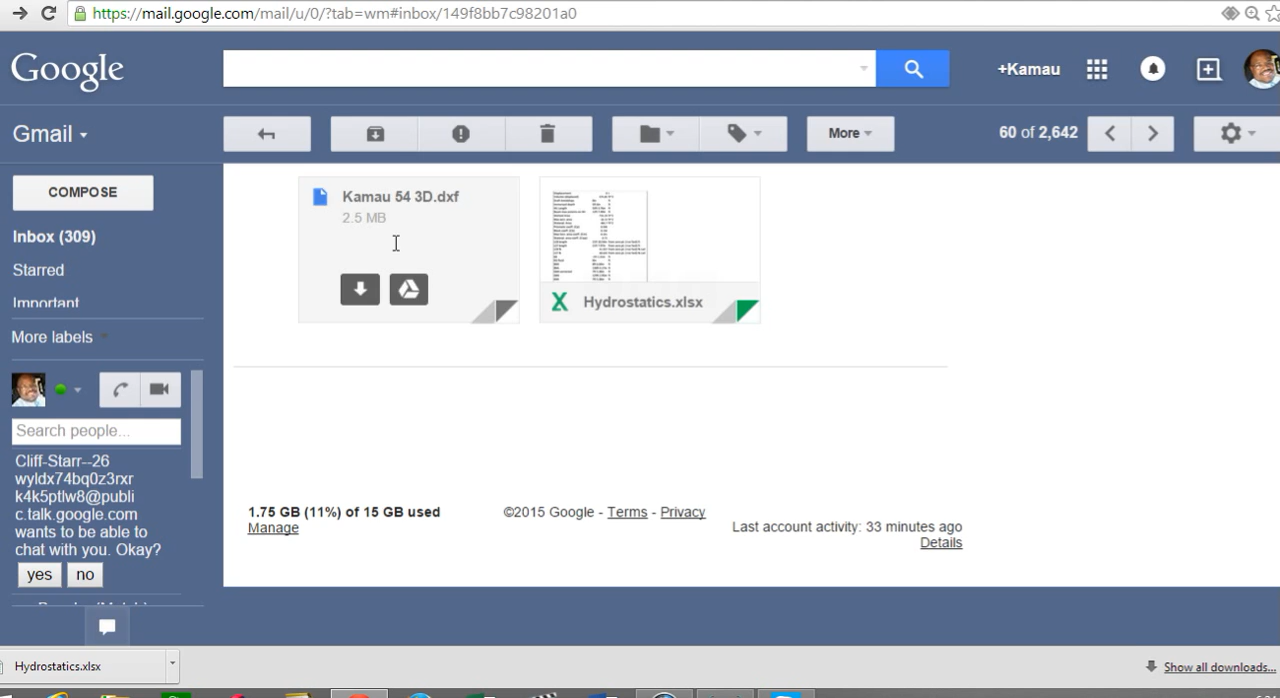 https://mail.google.com/mail/u/0/?tab=wm#inbox/149f8bb7c98201a0
Google
+Kamau
Gmail
More
60 of 2,642
COMPOSE
Inbox (309)
Starred
Important
More labels
Kamau 54 3D.dxf
2.5 MB
X Hydrostatics.xlsx
Search people...
Cliff-Starr--26
wyldx74bq0z3rxr
k4k5ptlw8@publi
c.talk.google.com
wants to be able to
chat with you. Okay?
yes no
1.75 GB (11%) of 15 GB used
Manage
©2015 Google - Terms - Privacy
Last account activity: 33 minutes ago
Details
Hydrostatics.xlsx
Show all downloads...